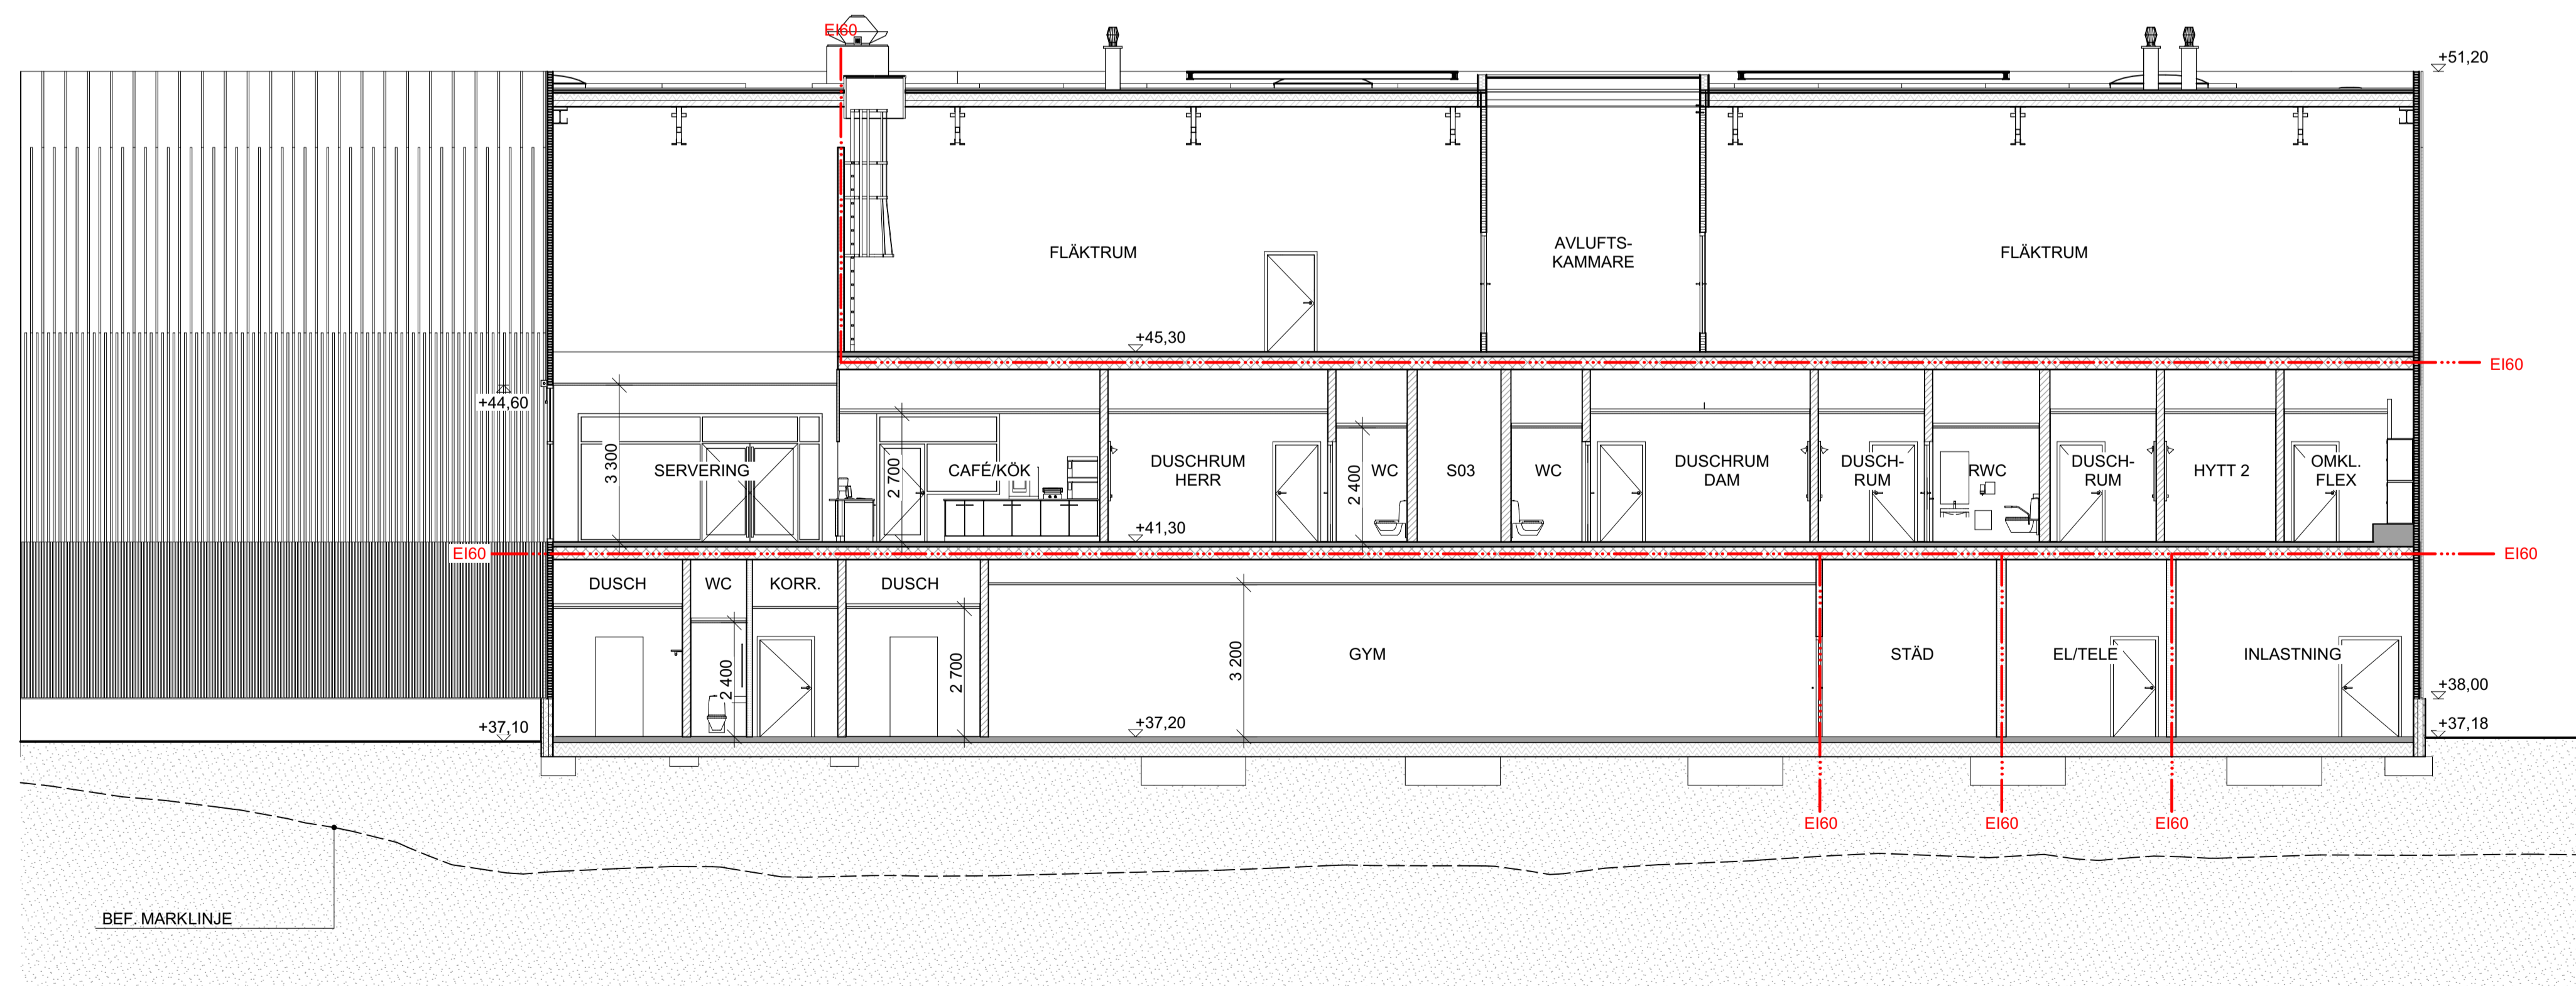 EI60
+51,20
FLÄKTRUM
AVLUFTS-
KAMMARE
FLÄKTRUM
+45,30
EI60
+44,60
3 300
SERVERING
2 700
CAFÉ/KÖK
DUSCHRUM
HERR
2 400
WC
S03
WC
DUSCHRUM
DAM
DUSCH-
RUM
RWC
DUSCH-
RUM
HYTT 2
OMKL.
FLEX
+41,30
EI60
EI60
DUSCH
WC
KORR.
DUSCH
2 400
2 700
3 200
GYM
STÄD
EL/TELE
INLASTNING
+38,00
+37,10
+37,20
+37,18
EI60
EI60
EI60
BEF. MARKLINJE